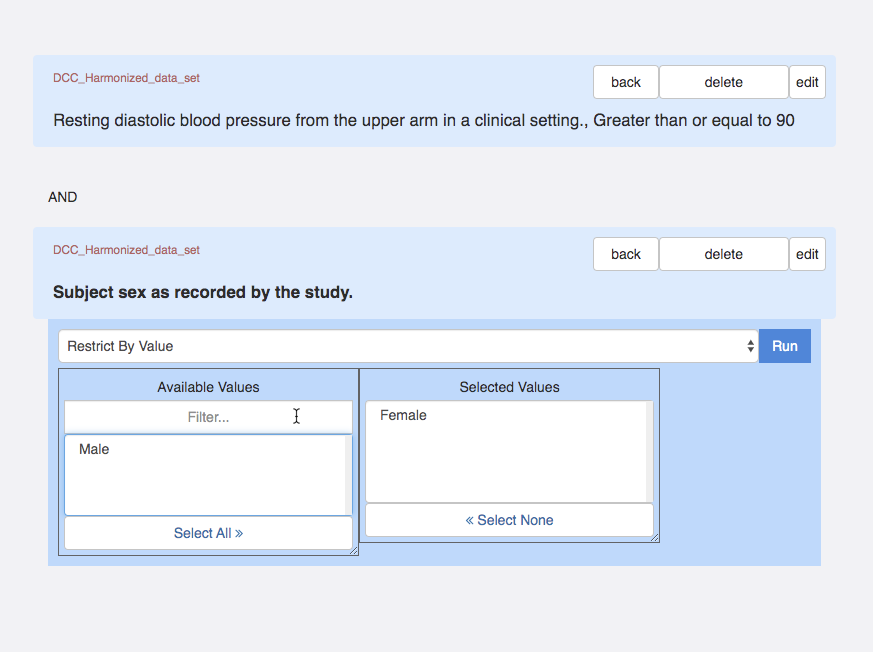 DCC_Harmonized_data_set
back delete edit
Resting diastolic blood pressure from the upper arm in a clinical setting., Greater than or equal to 90
AND
DCC_Harmonized_data_set
back delete edit
Subject sex as recorded by the study.
Restrict By Value
Run
Available Values
Filter...
Male
Select All »
Selected Values
Female
« Select None